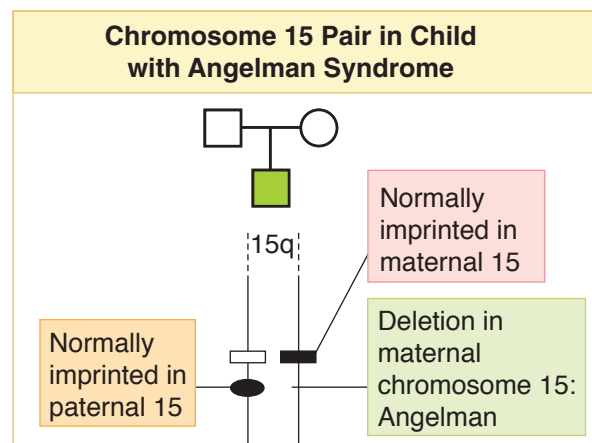 Chromosome 15 Pair in Child
with Angelman Syndrome
15q
Normally
imprinted in
maternal 15
Normally
imprinted in
paternal 15
Deletion in
maternal
chromosome 15:
Angelman